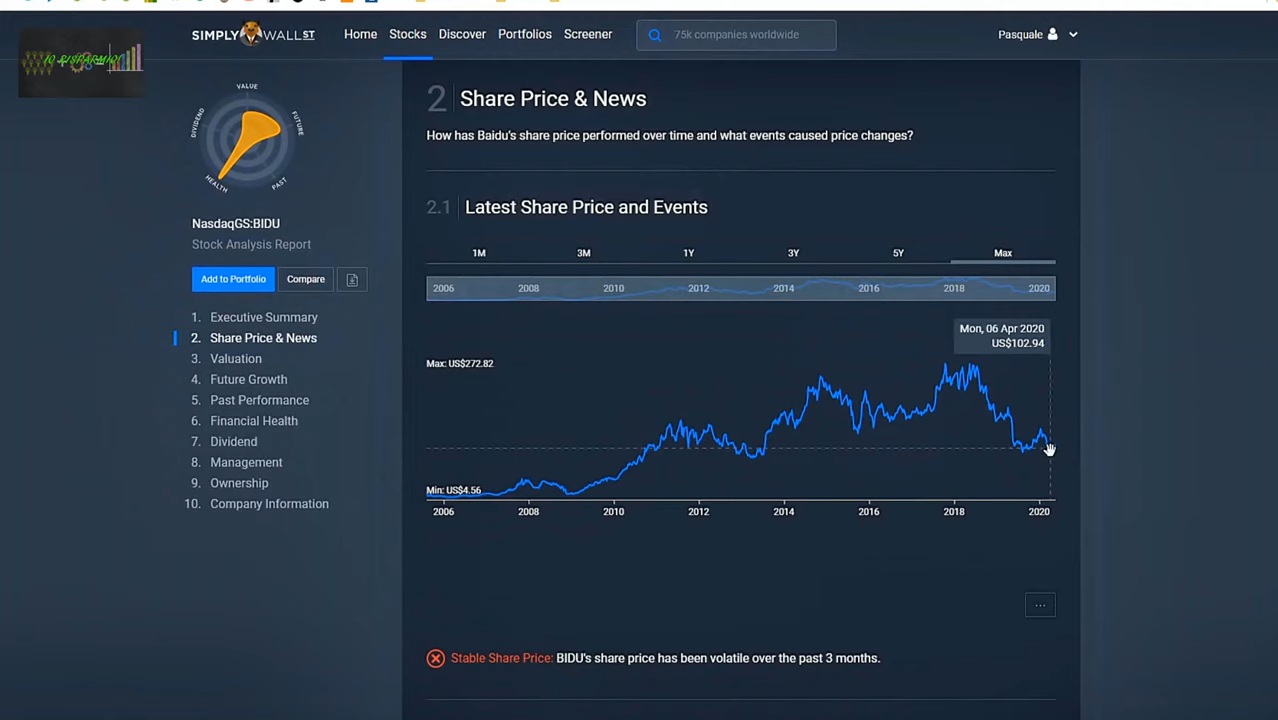 IO RISPARMIO!
SIMPLY WALL ST
Home Stocks Discover Portfolios Screener
75k companies worldwide
Pasquale
VALUE
FUTURE
PAST
HEALTH
DIVIDEND
NasdaqGS:BIDU
Stock Analysis Report
Add to Portfolio Compare
1. Executive Summary
2. Share Price & News
3. Valuation
4. Future Growth
5. Past Performance
6. Financial Health
7. Dividend
8. Management
9. Ownership
10. Company Information
2 Share Price & News
How has Baidu's share price performed over time and what events caused price changes?
2.1 Latest Share Price and Events
1M 3M 1Y 3Y 5Y Max
2006 2008 2010 2012 2014 2016 2018 2020
Mon, 06 Apr 2020
US$102.94
Max: US$272.82
Min: US$4.56
2006 2008 2010 2012 2014 2016 2018 2020
...
Stable Share Price: BIDU's share price has been volatile over the past 3 months.